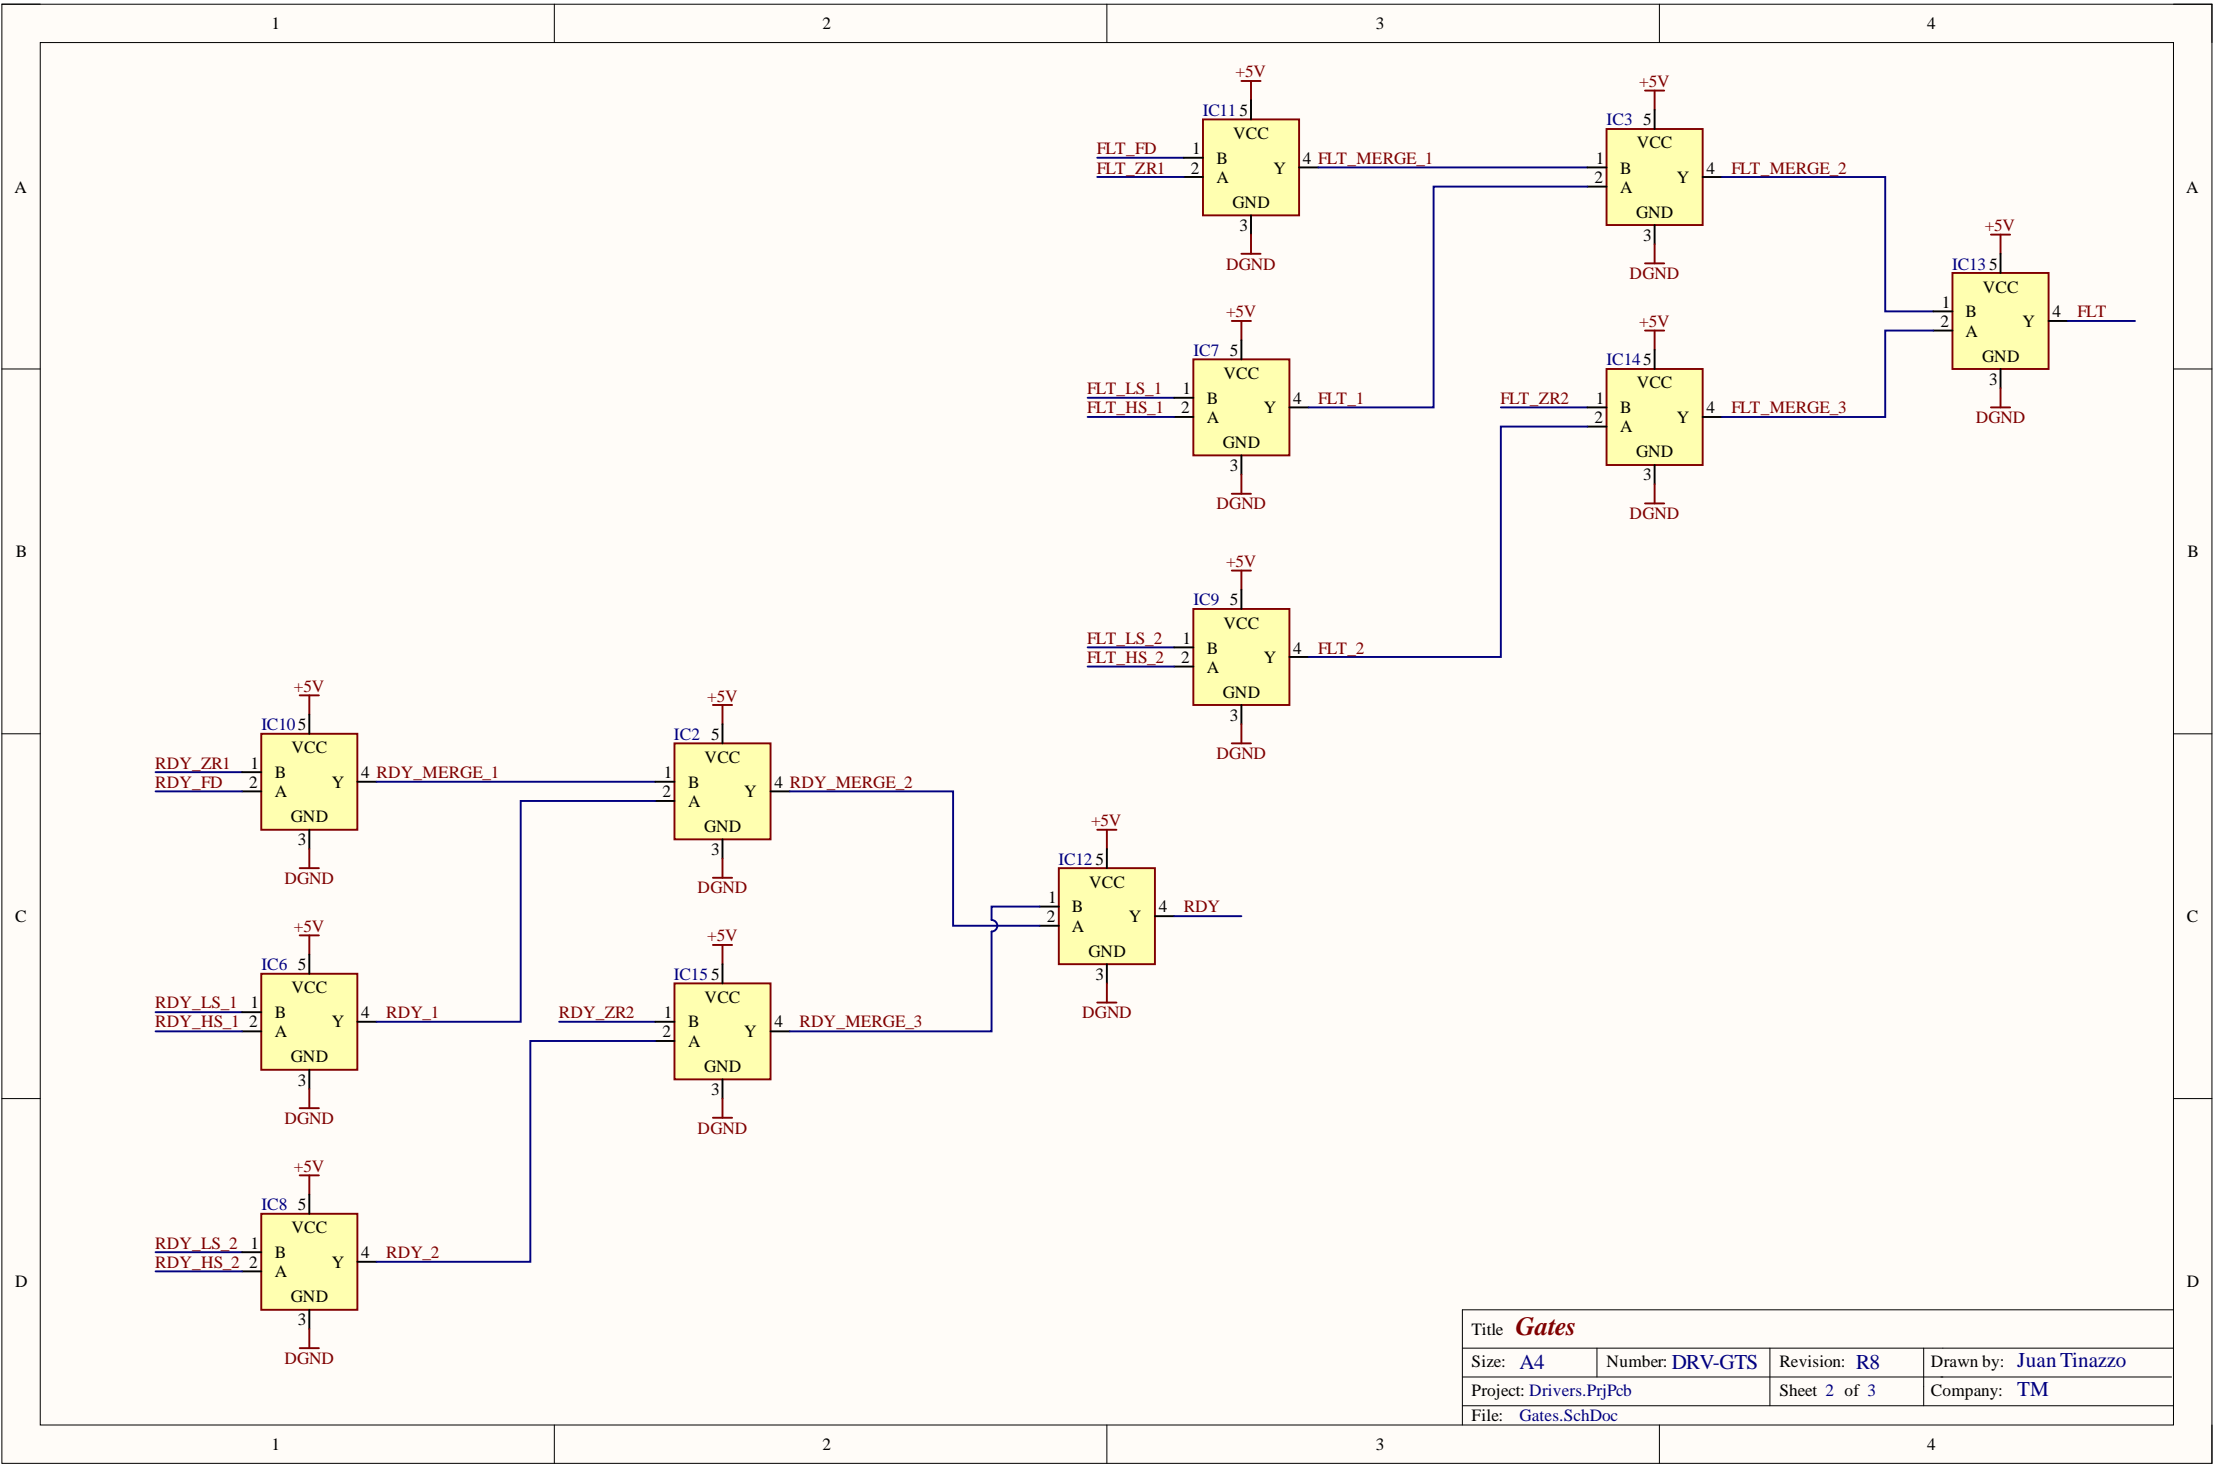 1 2 3 4
A A
B B
C C
D D
+5V
IC11 5
VCC
FLT_FD 1 B
FLT_ZR1 2 A
Y 4 FLT_MERGE_1
GND
3
DGND
+5V
IC3 5
VCC
1 B
2 A
Y 4 FLT_MERGE_2
GND
3
DGND
+5V
IC13 5
VCC
1 B
2 A
Y 4 FLT
GND
3
DGND
+5V
IC7 5
VCC
FLT_LS_1 1 B
FLT_HS_1 2 A
Y 4 FLT_1
GND
3
DGND
+5V
IC14 5
VCC
FLT_ZR2 1 B
2 A
Y 4 FLT_MERGE_3
GND
3
DGND
+5V
IC9 5
VCC
FLT_LS_2 1 B
FLT_HS_2 2 A
Y 4 FLT_2
GND
3
DGND
+5V
IC10 5
VCC
RDY_ZR1 1 B
RDY_FD 2 A
Y 4 RDY_MERGE_1
GND
3
DGND
+5V
IC2 5
VCC
1 B
2 A
Y 4 RDY_MERGE_2
GND
3
DGND
+5V
IC12 5
VCC
1 B
2 A
Y 4 RDY
GND
3
DGND
+5V
IC6 5
VCC
RDY_LS_1 1 B
RDY_HS_1 2 A
Y 4 RDY_1
GND
3
DGND
+5V
IC15 5
VCC
RDY_ZR2 1 B
2 A
Y 4 RDY_MERGE_3
GND
3
DGND
+5V
IC8 5
VCC
RDY_LS_2 1 B
RDY_HS_2 2 A
Y 4 RDY_2
GND
3
DGND
Title Gates
Size: A4 Number: DRV-GTS Revision: R8 Drawn by: Juan Tinazzo
Project: Drivers.PrjPcb Sheet 2 of 3 Company: TM
File: Gates.SchDoc
1 2 3 4